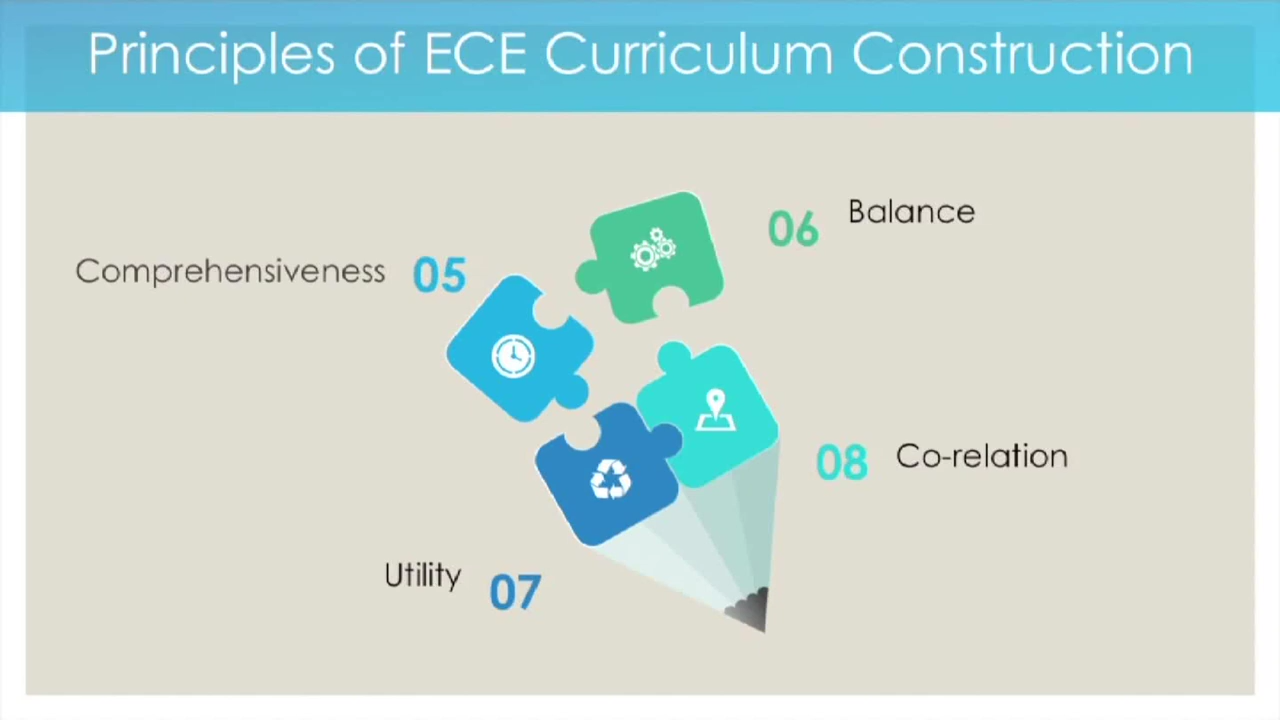 Principles of ECE Curriculum Construction
Comprehensiveness 05
06 Balance
Utility 07
08 Co-relation